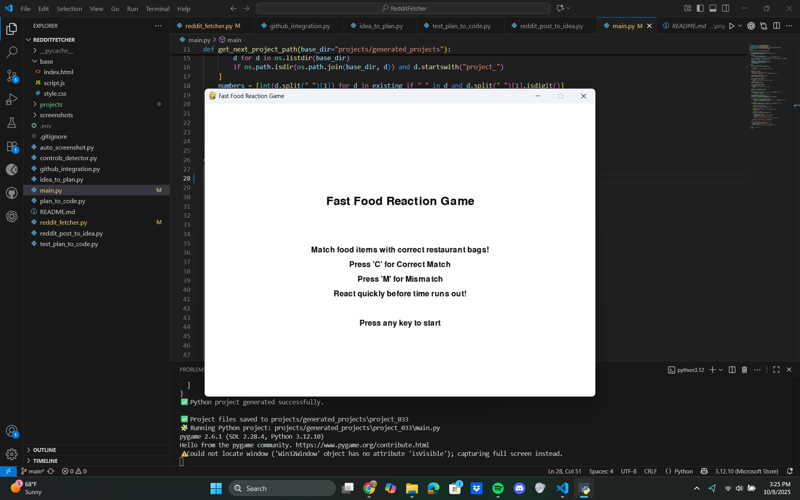 File Edit Selection View Go Run Terminal Help
RedditFetcher
EXPLORER
REDDITFETCHER
__pycache__
base
index.html
script.js
style.css
projects
screenshots
.env
.gitignore
auto_screenshot.py
controls_detector.py
github_integration.py
idea_to_plan.py
main.py M
plan_to_code.py
README.md
reddit_fetcher.py M
reddit_post_to_idea.py
test_plan_to_code.py
OUTLINE
TIMELINE
reddit_fetcher.py M
github_integration.py
idea_to_plan.py
test_plan_to_code.py
reddit_post_to_idea.py
main.py M
README.md
main.py > main
11 def get_next_project_path(base_dir="projects/generated_projects"):
15 d for d in os.listdir(base_dir)
16 if os.path.isdir(os.path.join(base_dir, d)) and d.startswith("project_")
17 ]
18 numbers = [int(d.split("_")[1]) for d in existing if "_" in d and d.split("_")[1].isdigit()]
19
20
21
22
23
24
25
26
27
28
29
30
31
32
33
34
35
36
37
38
39
40
41
42
43
44
45
46
47
Fast Food Reaction Game
Fast Food Reaction Game
Match food items with correct restaurant bags!
Press 'C' for Correct Match
Press 'M' for Mismatch
React quickly before time runs out!
Press any key to start
python3.12
]
}
Python project generated successfully.
Project files saved to projects/generated_projects\project_033
Running Python project: projects/generated_projects\project_033\main.py
pygame 2.6.1 (SDL 2.28.4, Python 3.12.10)
Hello from the pygame community. https://www.pygame.org/contribute.html
Could not locate window ('Win32Window' object has no attribute 'isVisible'); capturing full screen instead.
main* 0 0
Ln 28, Col 51 Spaces: 4 UTF-8 CRLF Python 3.12.10 (Microsoft Store)
68°F
Sunny
Search
3:25 PM
10/8/2025